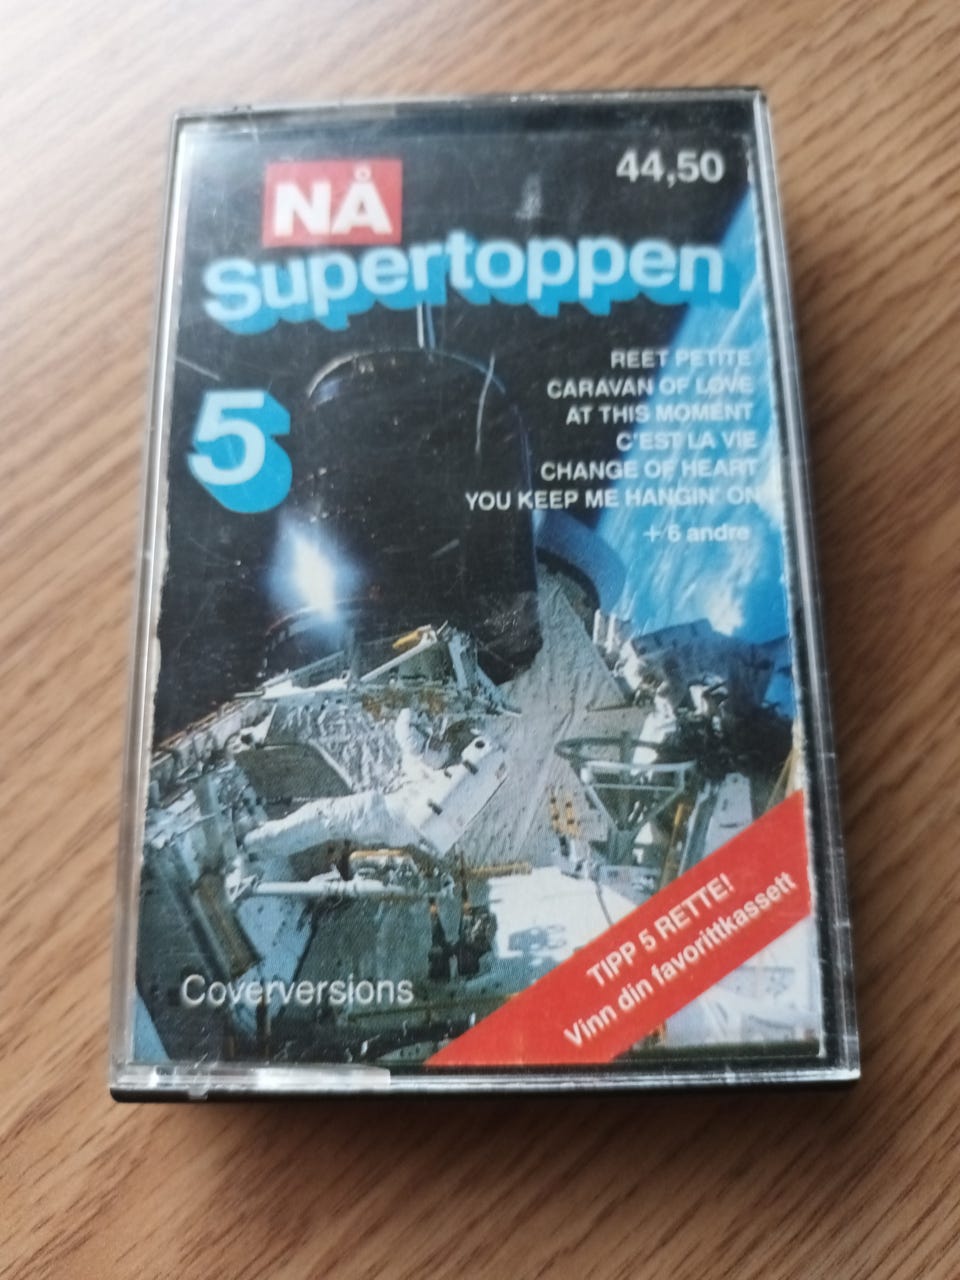 44,50
NÅ
Supertoppen
5
REET PETITE
CARAVAN OF LOVE
AT THIS MOMENT
C'EST LA VIE
CHANGE OF HEART
YOU KEEP ME HANGIN' ON
+ 6 andre
TIPP 5 RETTE!
Vinn din favorittkassett
Coverversions